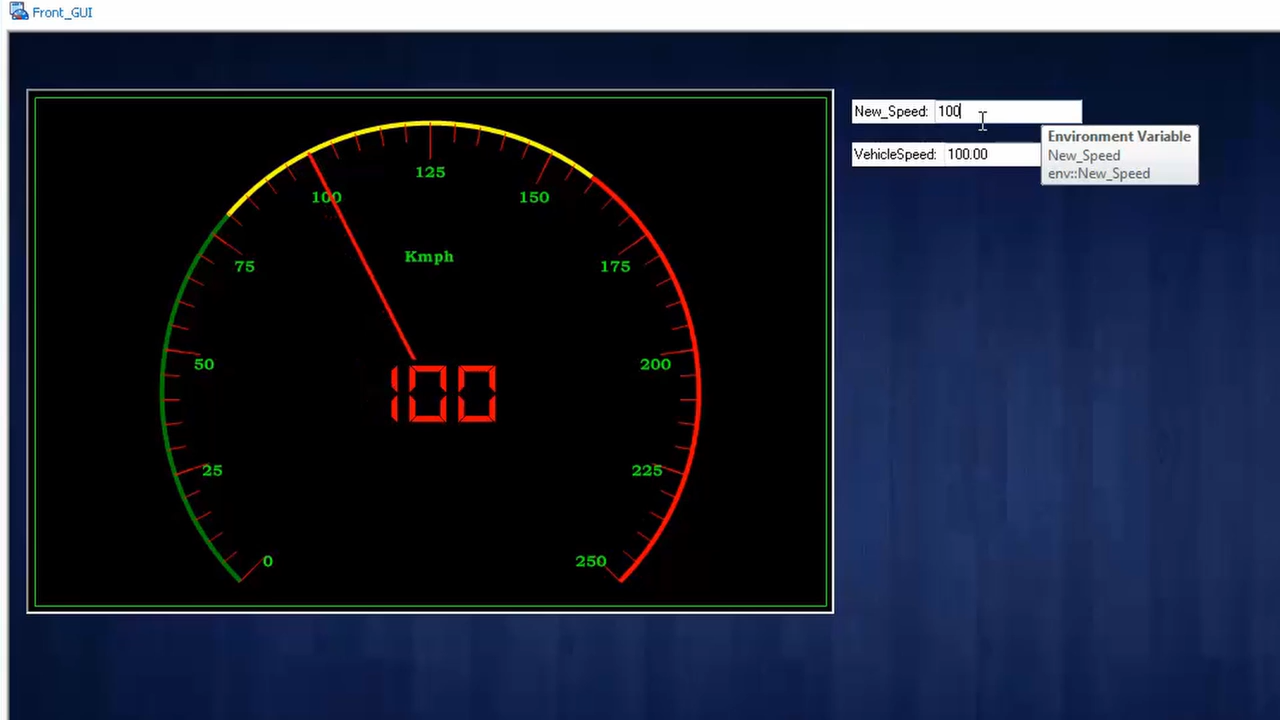 Front_GUI
New_Speed: 100
VehicleSpeed: 100.00
Environment Variable
New_Speed
env::New_Speed
125
100
150
Kmph
75
175
50
200
100
25
225
0
250